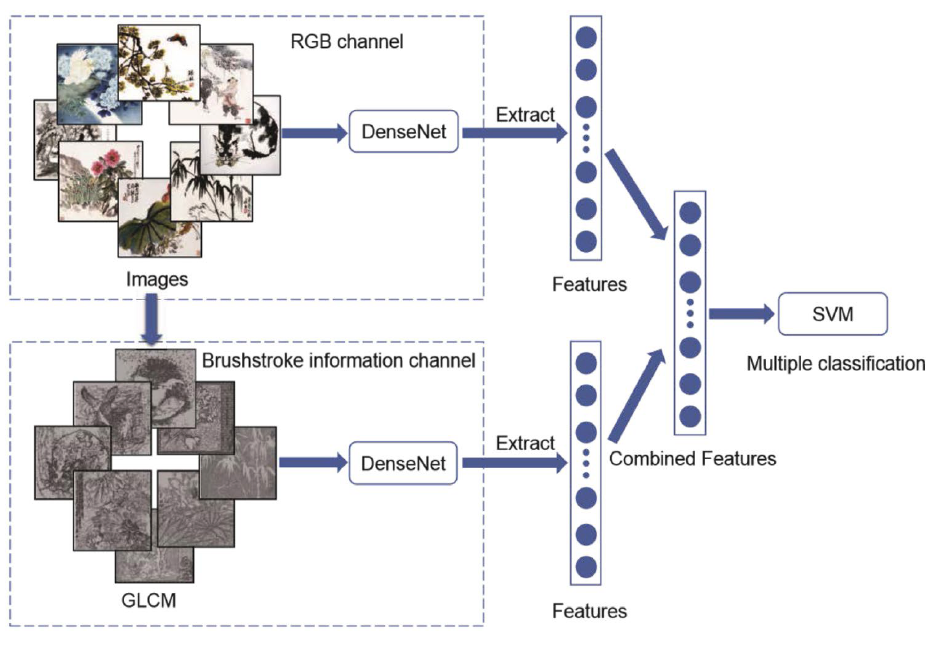 RGB channel
DenseNet
Extract
Images
Features
SVM
Multiple classification
Brushstroke information channel
DenseNet
Extract
Combined Features
GLCM
Features